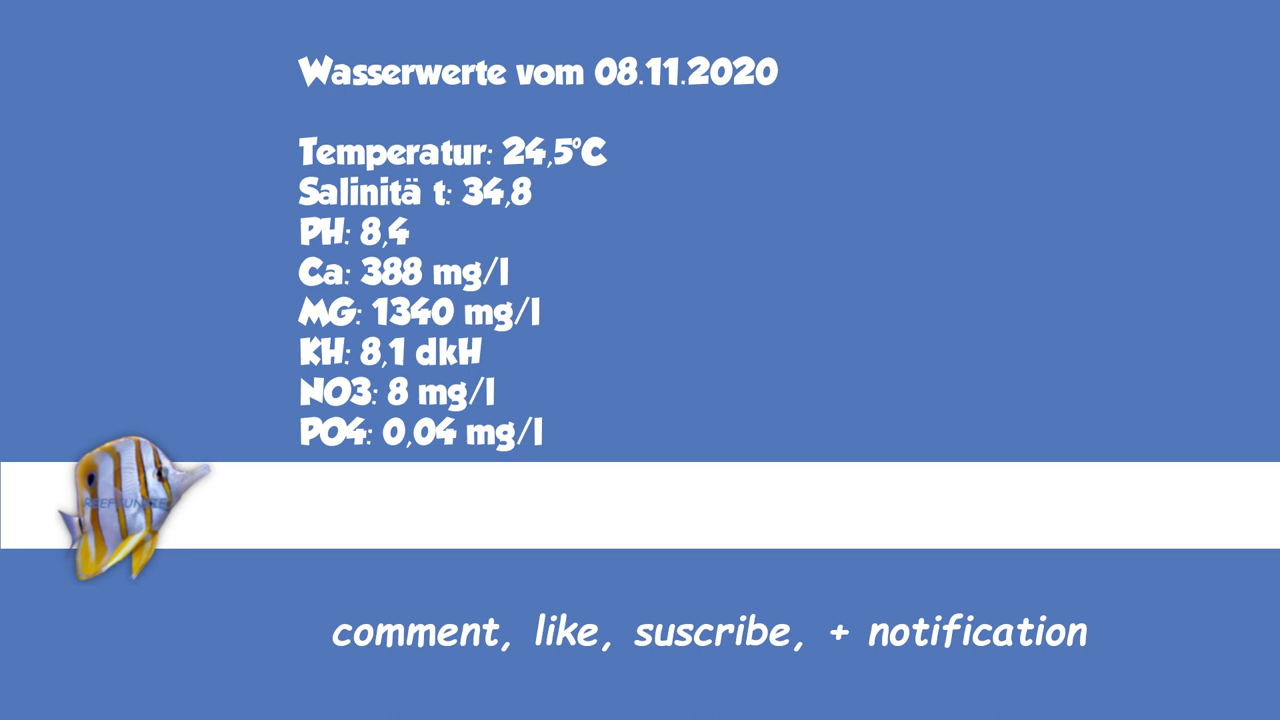 Wasserwerte vom 08.11.2020
Temperatur: 24,5°C
Salinitä t: 34,8
PH: 8,4
Ca: 388 mg/l
MG: 1340 mg/l
KH: 8,1 dkH
NO3: 8 mg/l
PO4: 0,04 mg/l
REEFJUNKIE
comment, like, suscribe, + notification